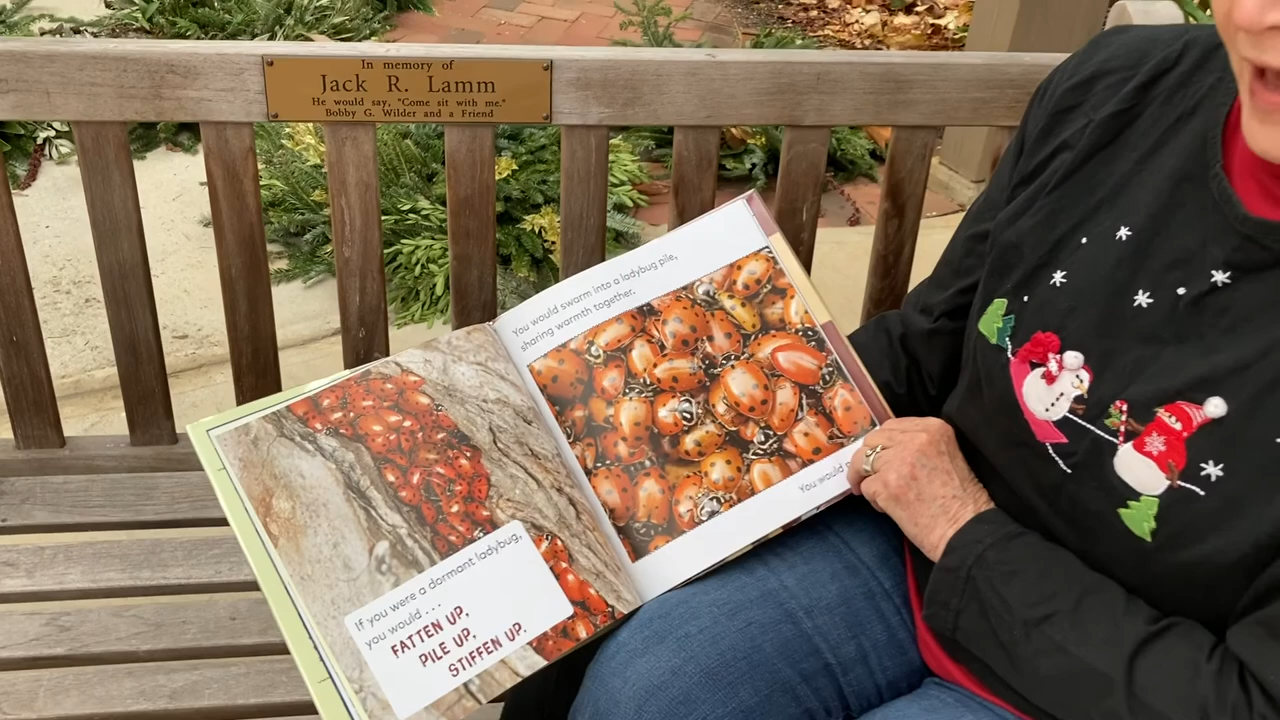 In memory of
Jack R. Lamm
He would say, "Come sit with me."
Bobby G. Wilder and a Friend
If you were a dormant ladybug,
you would . . .
FATTEN UP,
PILE UP,
STIFFEN UP.
You would swarm into a ladybug pile,
sharing warmth together.
You would